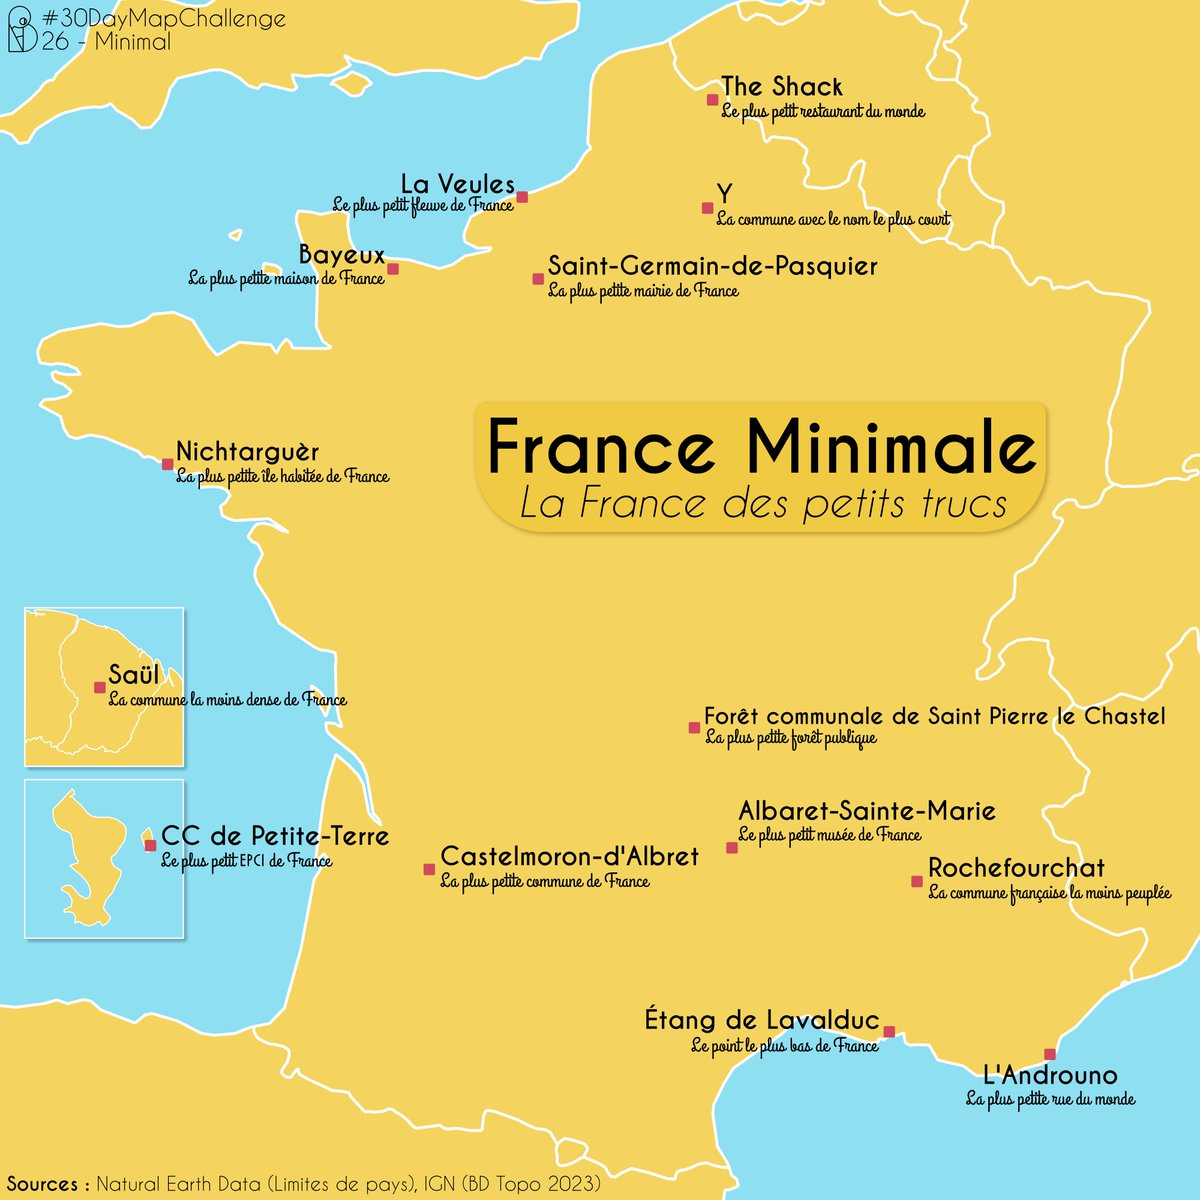 #30DayMapChallenge
26 - Minimal
The Shack
Le plus petit restaurant du monde
La Veules
Le plus petit fleuve de France
Y
La commune avec le nom le plus court
Bayeux
La plus petite maison de France
Saint-Germain-de-Pasquier
La plus petite mairie de France
France Minimale
La France des petits trucs
Nichtarguèr
La plus petite île habitée de France
Saül
La commune la moins dense de France
Forêt communale de Saint Pierre le Chastel
La plus petite forêt publique
Albaret-Sainte-Marie
Le plus petit musée de France
CC de Petite-Terre
Le plus petit EPCI de France
Castelmoron-d'Albret
La plus petite commune de France
Rochefourchat
La commune française la moins peuplée
Étang de Lavalduc
Le point le plus bas de France
L'Androuno
La plus petite rue du monde
Sources : Natural Earth Data (Limites de pays), IGN (BD Topo 2023)